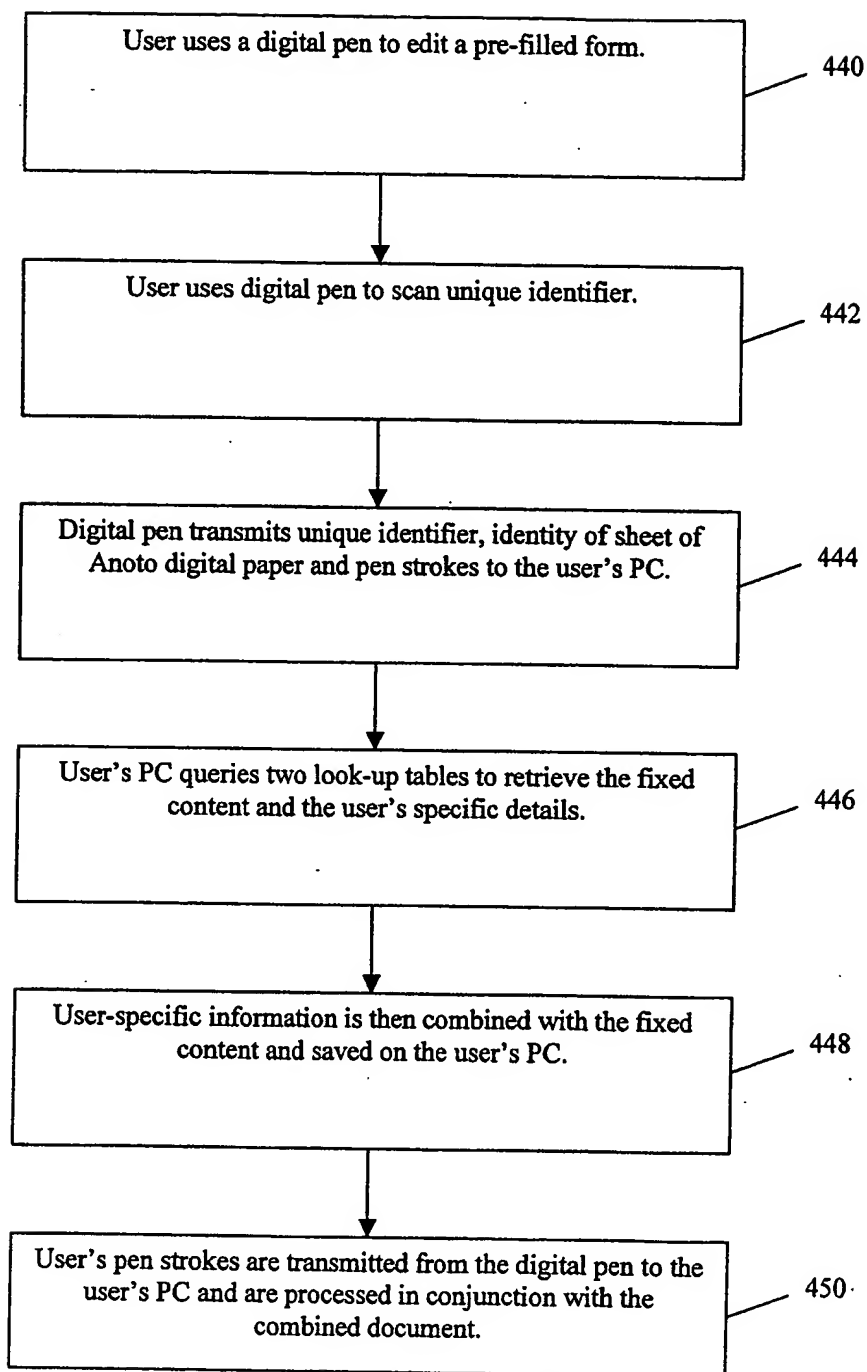 User uses a digital pen to edit a pre-filled form.
440
User uses digital pen to scan unique identifier.
442
Digital pen transmits unique identifier, identity of sheet of
Anoto digital paper and pen strokes to the user's PC.
444
User's PC queries two look-up tables to retrieve the fixed
content and the user's specific details.
446
User-specific information is then combined with the fixed
content and saved on the user's PC.
448
User's pen strokes are transmitted from the digital pen to the
user's PC and are processed in conjunction with the
combined document.
450